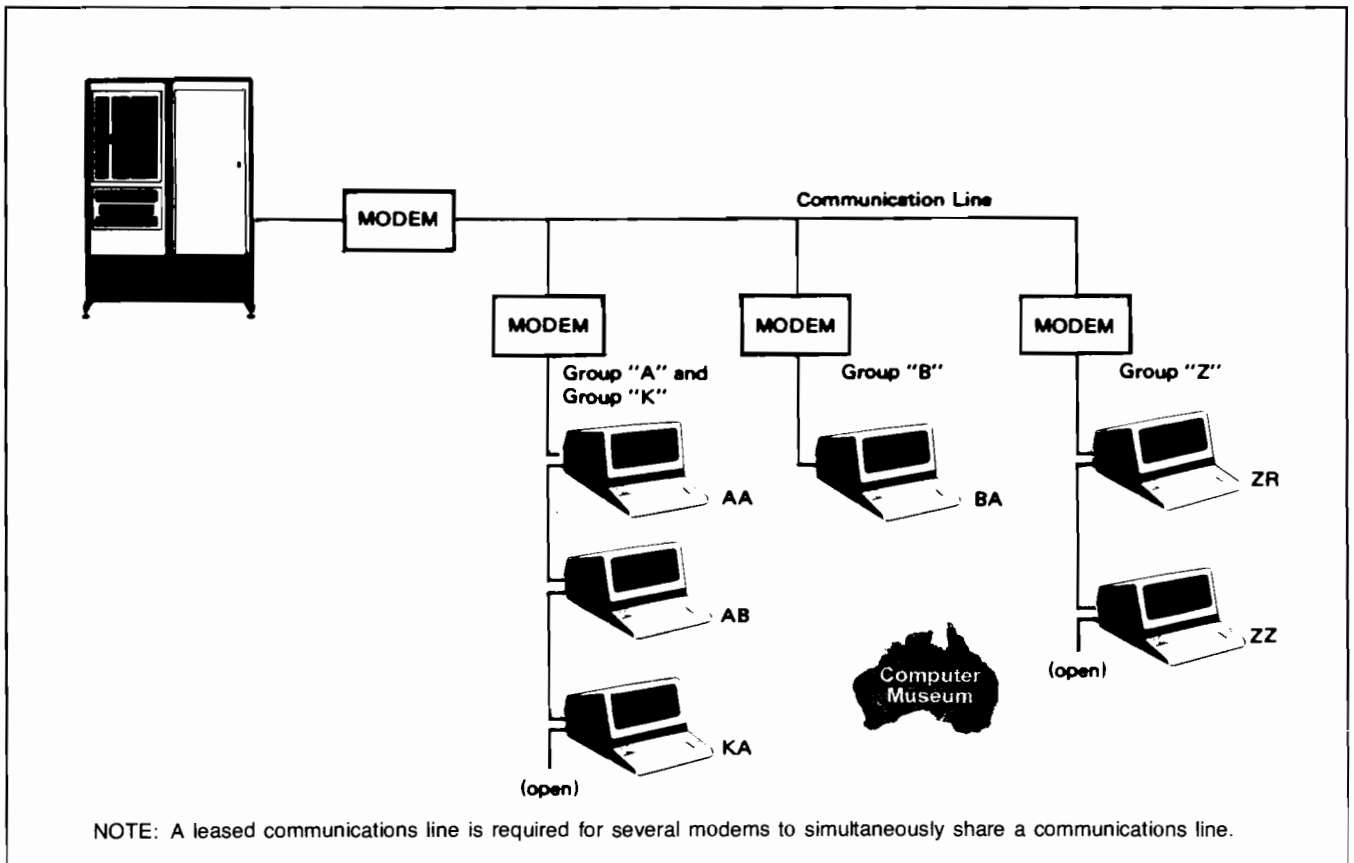 Communication Line
MODEM
MODEM
MODEM
MODEM
Group "A" and
Group "K"
Group "B"
Group "Z"
AA
BA
ZR
AB
ZZ
(open)
Computer
Museum
KA
(open)
NOTE: A leased communications line is required for several modems to simultaneously share a communications line.